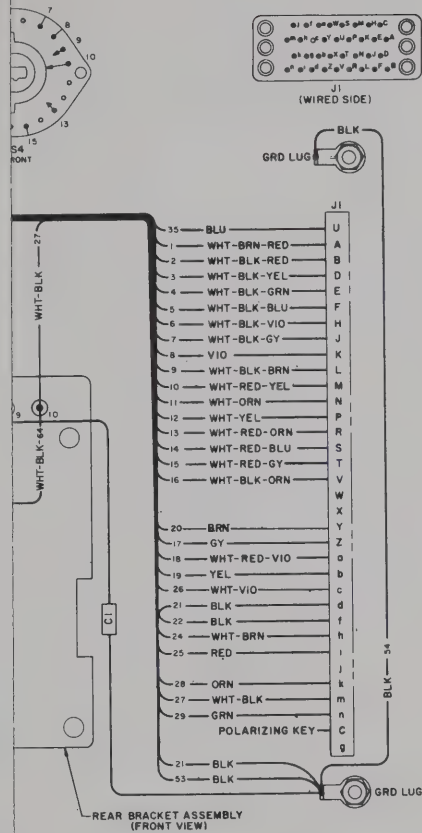 7
8
9
10
13
15
S4
RONT
J1
(WIRED SIDE)
BLK
GRD LUG
J1
35 BLU U
1 WHT-BRN-RED A
2 WHT-BLK-RED B
3 WHT-BLK-YEL D
4 WHT-BLK-GRN E
5 WHT-BLK-BLU F
6 WHT-BLK-VIO H
7 WHT-BLK-GY J
8 VIO K
9 WHT-BLK-BRN L
10 WHT-RED-YEL M
11 WHT-ORN N
12 WHT-YEL P
13 WHT-RED-ORN R
14 WHT-RED-BLU S
15 WHT-RED-GY T
16 WHT-BLK-ORN V
W
X
20 BRN Y
17 GY Z
18 WHT-RED-VIO a
19 YEL b
26 WHT-VIO c
21 BLK d
22 BLK f
24 WHT-BRN h
25 RED i
j
28 ORN k
27 WHT-BLK m
29 GRN n
POLARIZING KEY C
g
21 BLK
53 BLK
GRD LUG
27
WHT-BLK
9
10
WHT-BLK-64
C1
BLK
54
REAR BRACKET ASSEMBLY
(FRONT VIEW)